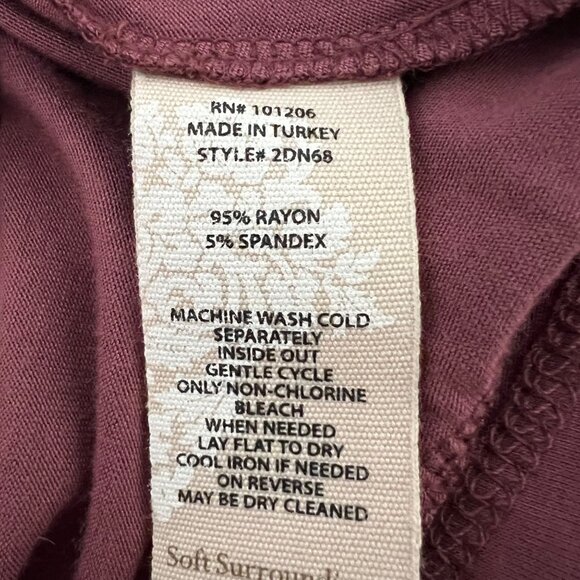 RN# 101206
MADE IN TURKEY
STYLE# 2DN68
95% RAYON
5% SPANDEX
MACHINE WASH COLD
SEPARATELY
INSIDE OUT
GENTLE CYCLE
ONLY NON-CHLORINE
BLEACH
WHEN NEEDED
LAY FLAT TO DRY
COOL IRON IF NEEDED
ON REVERSE
MAY BE DRY CLEANED
Soft